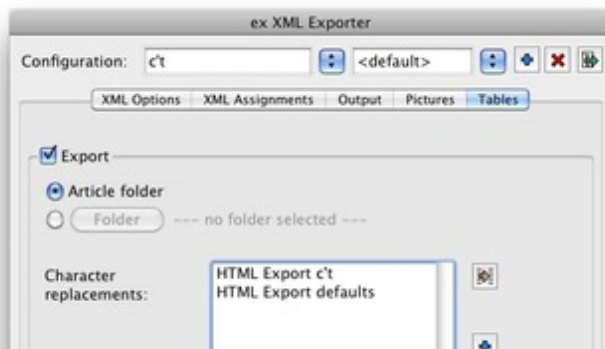 ex XML Exporter
Configuration: c't <default>
XML Options XML Assignments Output Pictures Tables
Export
Article folder
Folder --- no folder selected ---
Character
replacements:
HTML Export c't
HTML Export defaults